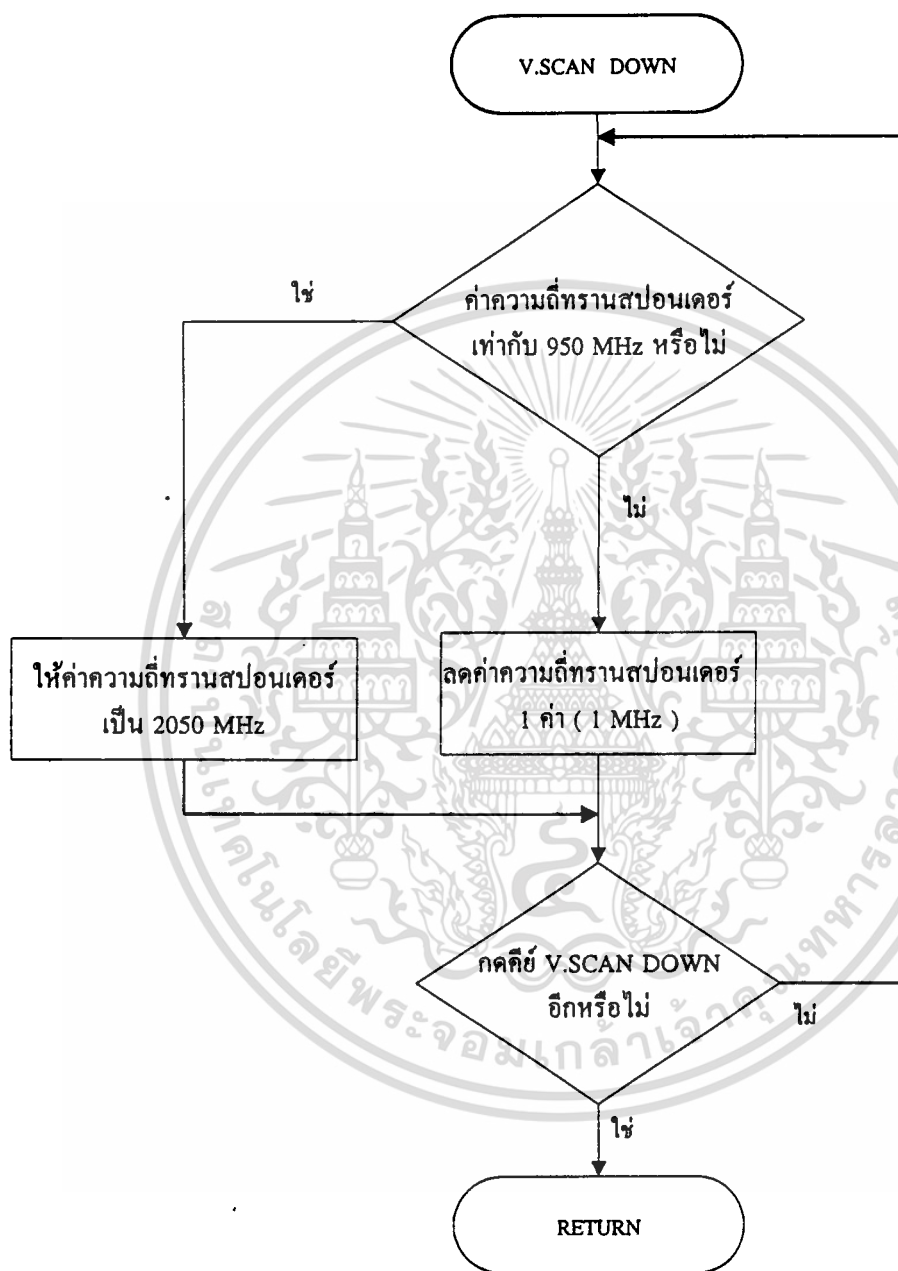 V.SCAN DOWN
ใช่
ค่าความถี่ทรานสปอนเดอร์
เท่ากับ 950 MHz หรือไม่
ไม่
ให้ค่าความถี่ทรานสปอนเดอร์
เป็น 2050 MHz
ลดค่าความถี่ทรานสปอนเดอร์
1 ค่า ( 1 MHz )
กดคีย์ V.SCAN DOWN
อีกหรือไม่
ไม่
ใช่
RETURN